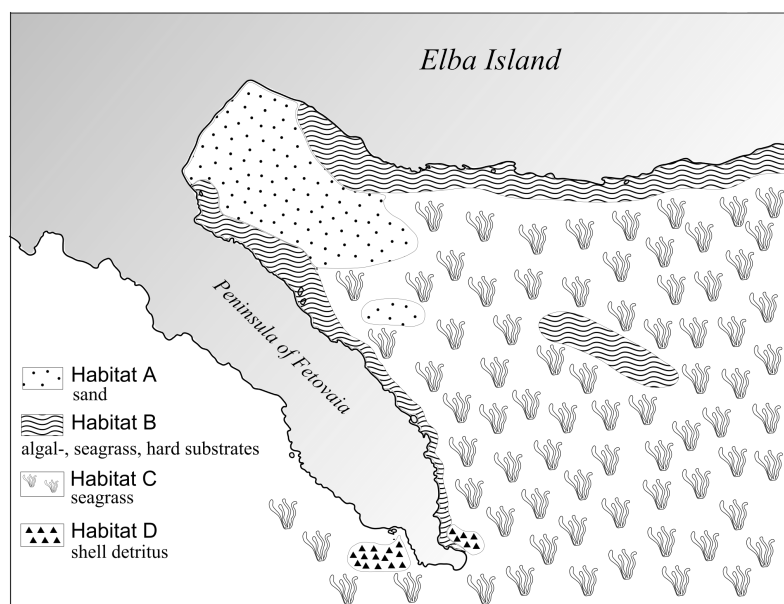 Elba Island
Peninsula of Fetovaia
Habitat A
sand
Habitat B
algal-, seagrass, hard substrates
Habitat C
seagrass
Habitat D
shell detritus